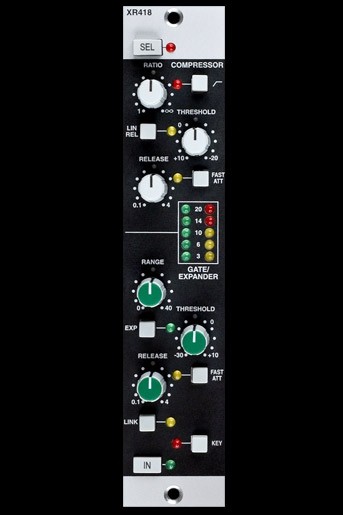 XR418
SEL
RATIO
COMPRESSOR
1
∞
THRESHOLD
LIN
REL
0
+10
-20
RELEASE
FAST
ATT
0.1
4
20
14
10
6
3
GATE/
EXPANDER
RANGE
0
40
THRESHOLD
EXP
0
-30
+10
RELEASE
FAST
ATT
0.1
4
LINK
KEY
IN